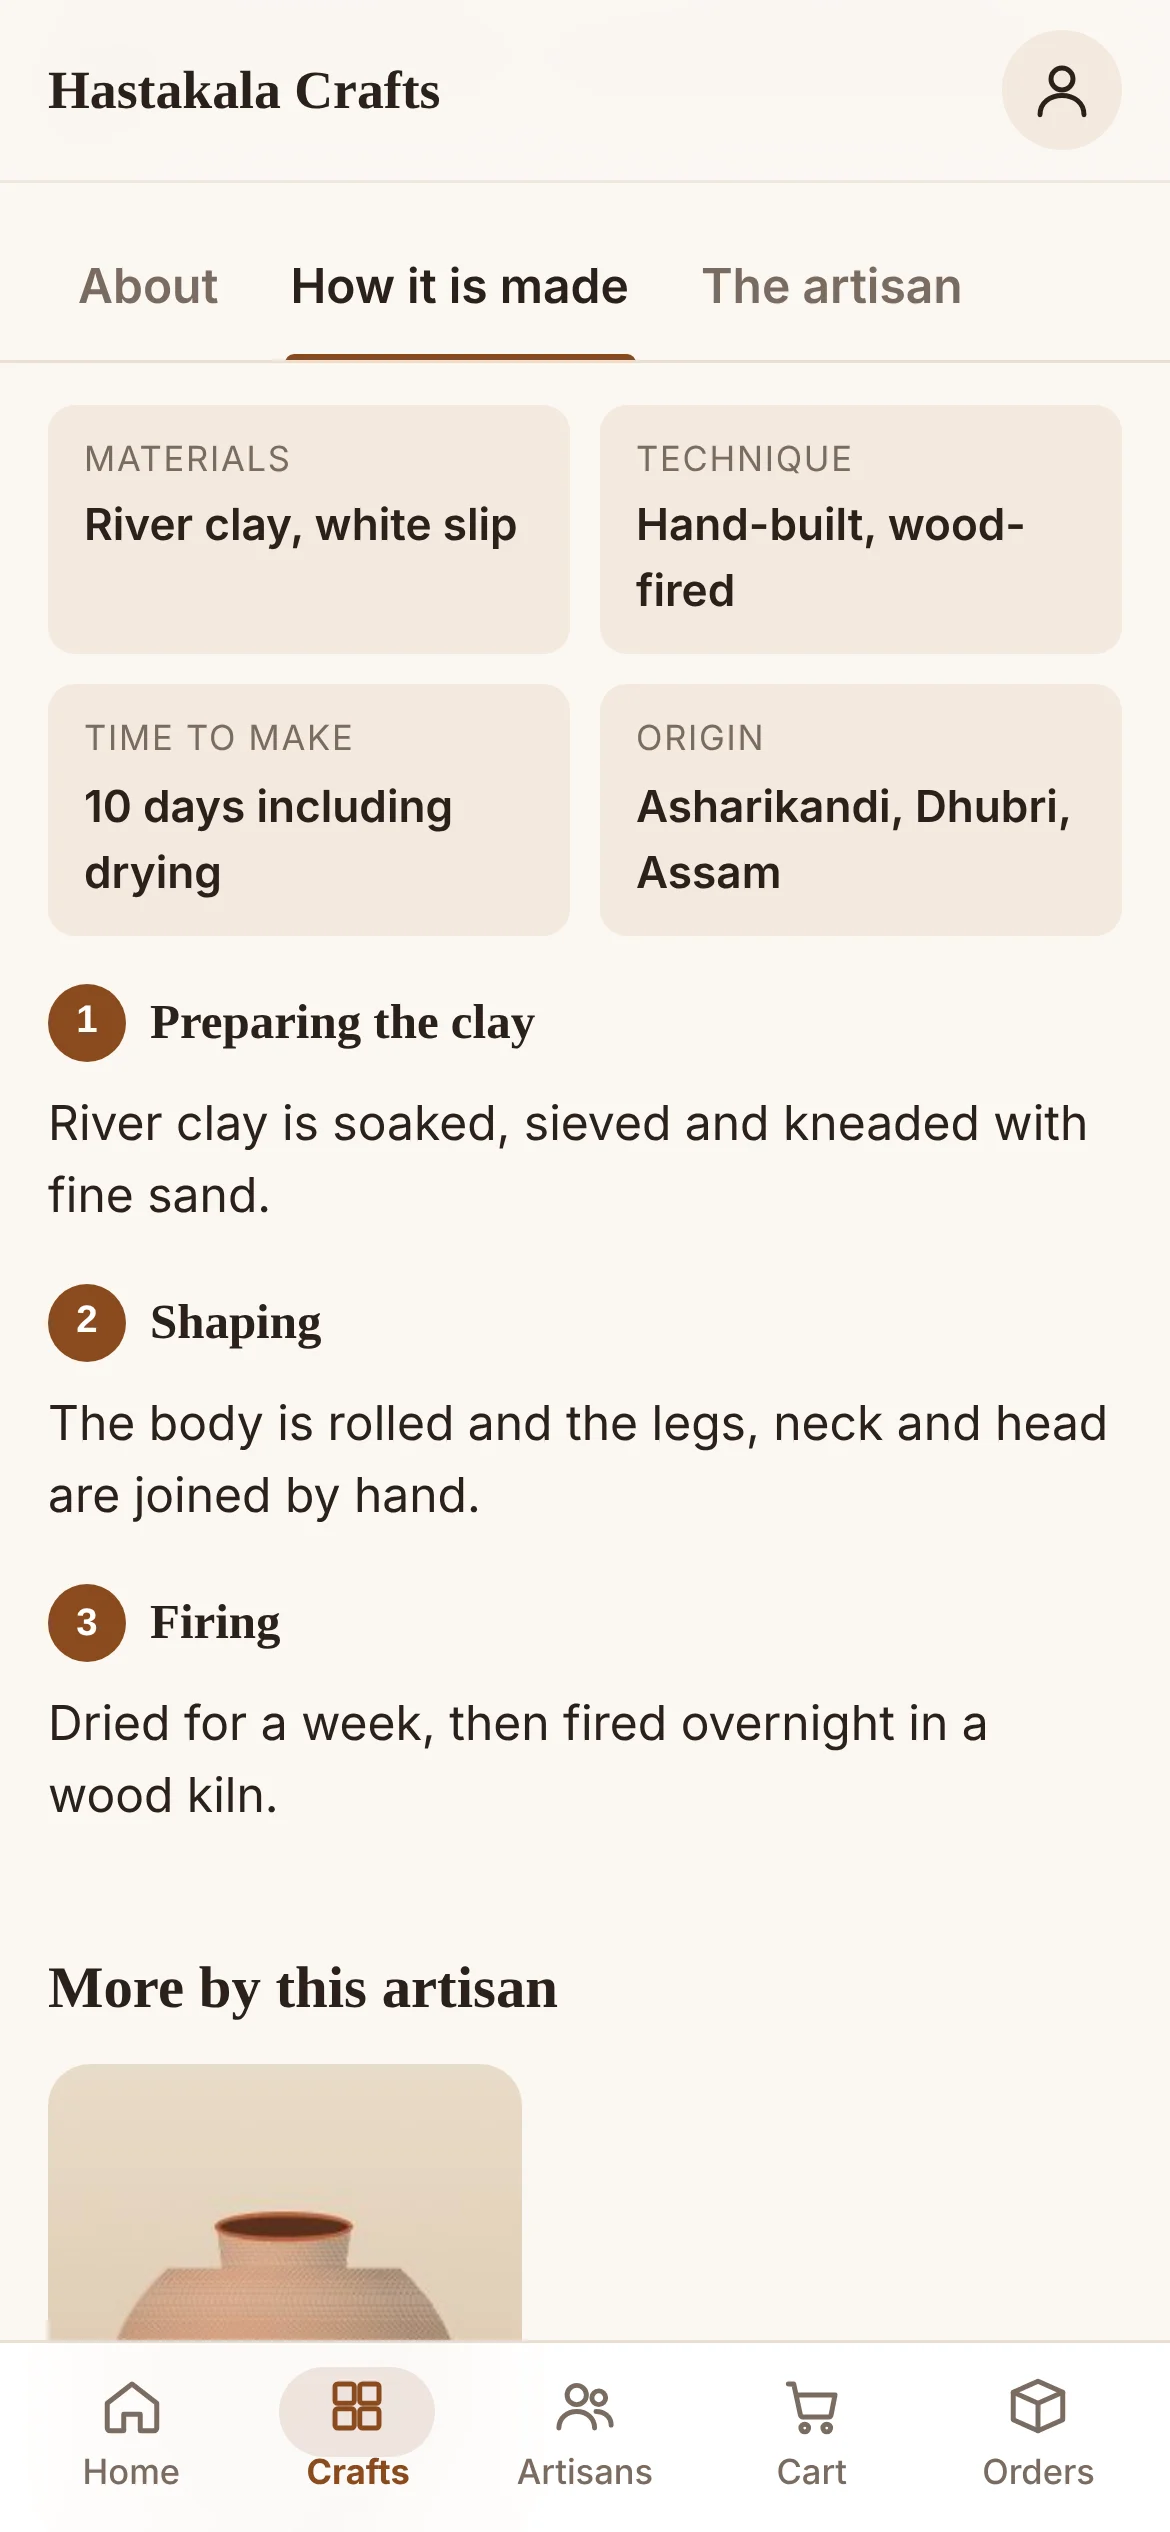 Hastakala Crafts
About
How it is made
The artisan
MATERIALS
River clay, white slip
TECHNIQUE
Hand-built, wood-
fired
TIME TO MAKE
10 days including
drying
ORIGIN
Asharikandi, Dhubri,
Assam
1 Preparing the clay
River clay is soaked, sieved and kneaded with
fine sand.
2 Shaping
The body is rolled and the legs, neck and head
are joined by hand.
3 Firing
Dried for a week, then fired overnight in a
wood kiln.
More by this artisan
Home
Crafts
Artisans
Cart
Orders